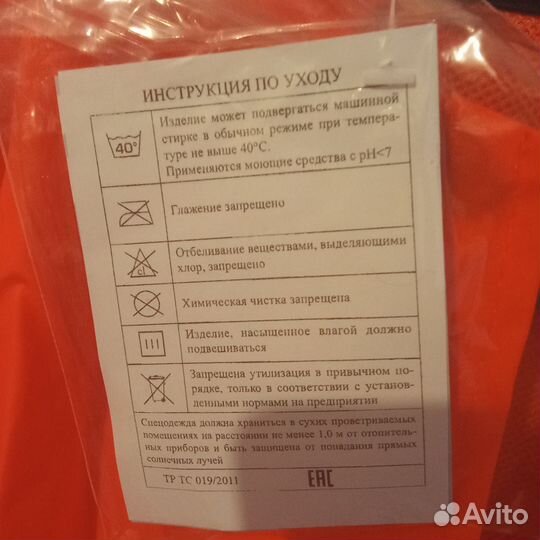 ИНСТРУКЦИЯ ПО УХОДУ
40°
Изделие может подвергаться машинной
стирке в обычном режиме при темпера-
туре не выше 40°С.
Применяются моющие средства с pH<7
Глажение запрещено
cl
Отбеливание веществами, выделяющими
хлор, запрещено
Химическая чистка запрещена
Изделие, насыщенное влагой должно
подвешиваться
Запрещена утилизация в привычном по-
рядке, только в соответствии с установ-
ленными нормами на предприятии
Спецодежда должна храниться в сухих проветриваемых
помещениях на расстоянии не менее 1,0 м от отопитель-
ных приборов и быть защищена от попадания прямых
солнечных лучей
ТР ТС 019/2011
EAC
Avito